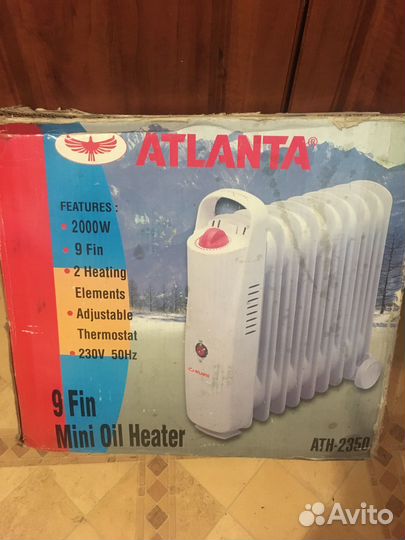 ATLANTA®
FEATURES :
• 2000W
• 9 Fin
• 2 Heating
Elements
• Adjustable
Thermostat
• 230V 50Hz
9 Fin
Mini Oil Heater
ATH-2350
Avito